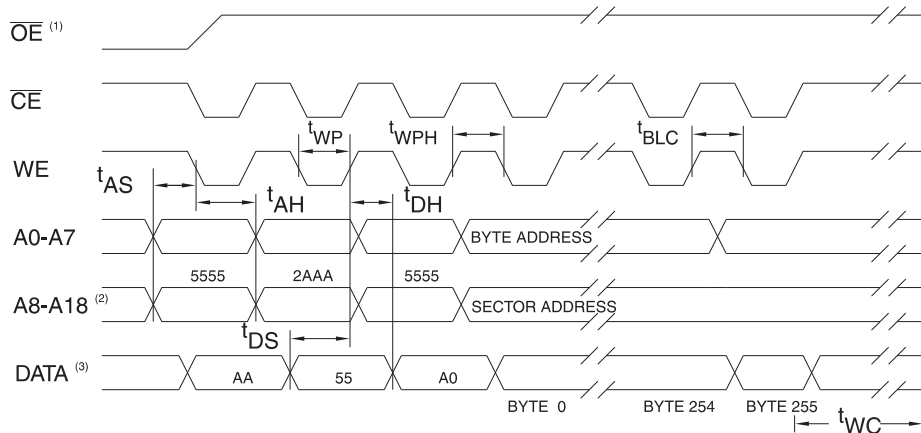 OE (1)
CE
tWP tWPH tBLC
WE
tAS
tAH tDH
A0-A7 BYTE ADDRESS
5555 2AAA 5555
A8-A18 (2) SECTOR ADDRESS
tDS
DATA (3) AA 55 A0
BYTE 0 BYTE 254 BYTE 255
tWC